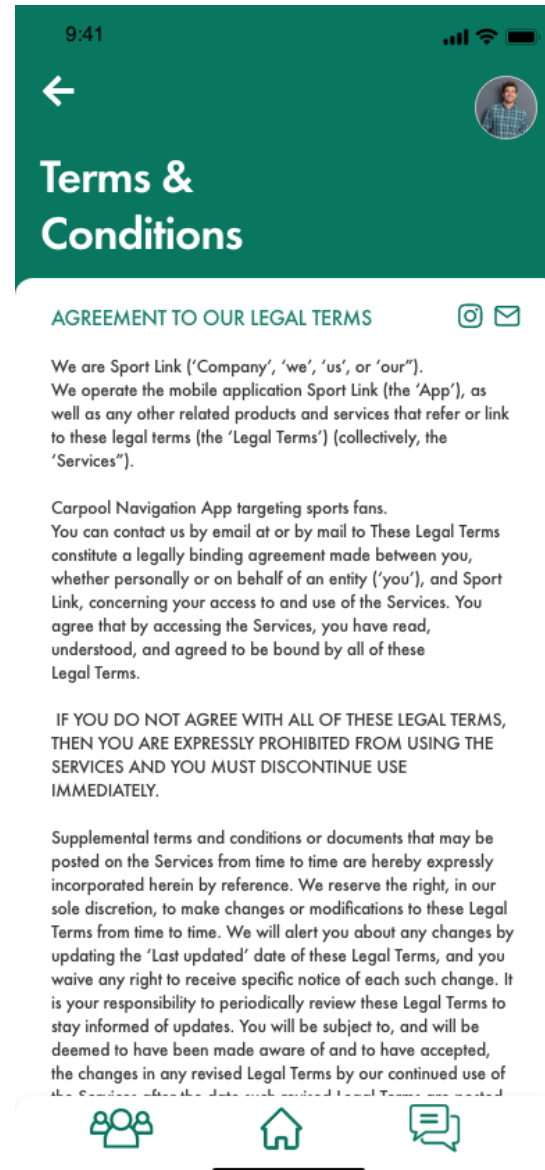 9:41
Terms &
Conditions
AGREEMENT TO OUR LEGAL TERMS
We are Sport Link (‘Company’, ‘we’, ‘us’, or ‘our”).
We operate the mobile application Sport Link (the ‘App’), as
well as any other related products and services that refer or link
to these legal terms (the ‘Legal Terms’) (collectively, the
‘Services”).
Carpool Navigation App targeting sports fans.
You can contact us by email at or by mail to These Legal Terms
constitute a legally binding agreement made between you,
whether personally or on behalf of an entity (‘you’), and Sport
Link, concerning your access to and use of the Services. You
agree that by accessing the Services, you have read,
understood, and agreed to be bound by all of these
Legal Terms.
IF YOU DO NOT AGREE WITH ALL OF THESE LEGAL TERMS,
THEN YOU ARE EXPRESSLY PROHIBITED FROM USING THE
SERVICES AND YOU MUST DISCONTINUE USE
IMMEDIATELY.
Supplemental terms and conditions or documents that may be
posted on the Services from time to time are hereby expressly
incorporated herein by reference. We reserve the right, in our
sole discretion, to make changes or modifications to these Legal
Terms from time to time. We will alert you about any changes by
updating the ‘Last updated’ date of these Legal Terms, and you
waive any right to receive specific notice of each such change. It
is your responsibility to periodically review these Legal Terms to
stay informed of updates. You will be subject to, and will be
deemed to have been made aware of and to have accepted,
the changes in any revised Legal Terms by our continued use of
the Services after the date such revised Legal Terms are posted